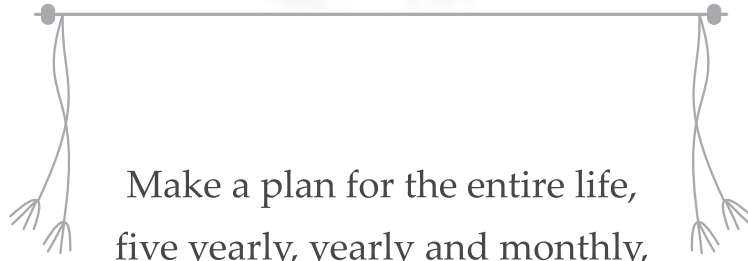 Make a plan for the entire life,
five yearly, yearly and monthly,